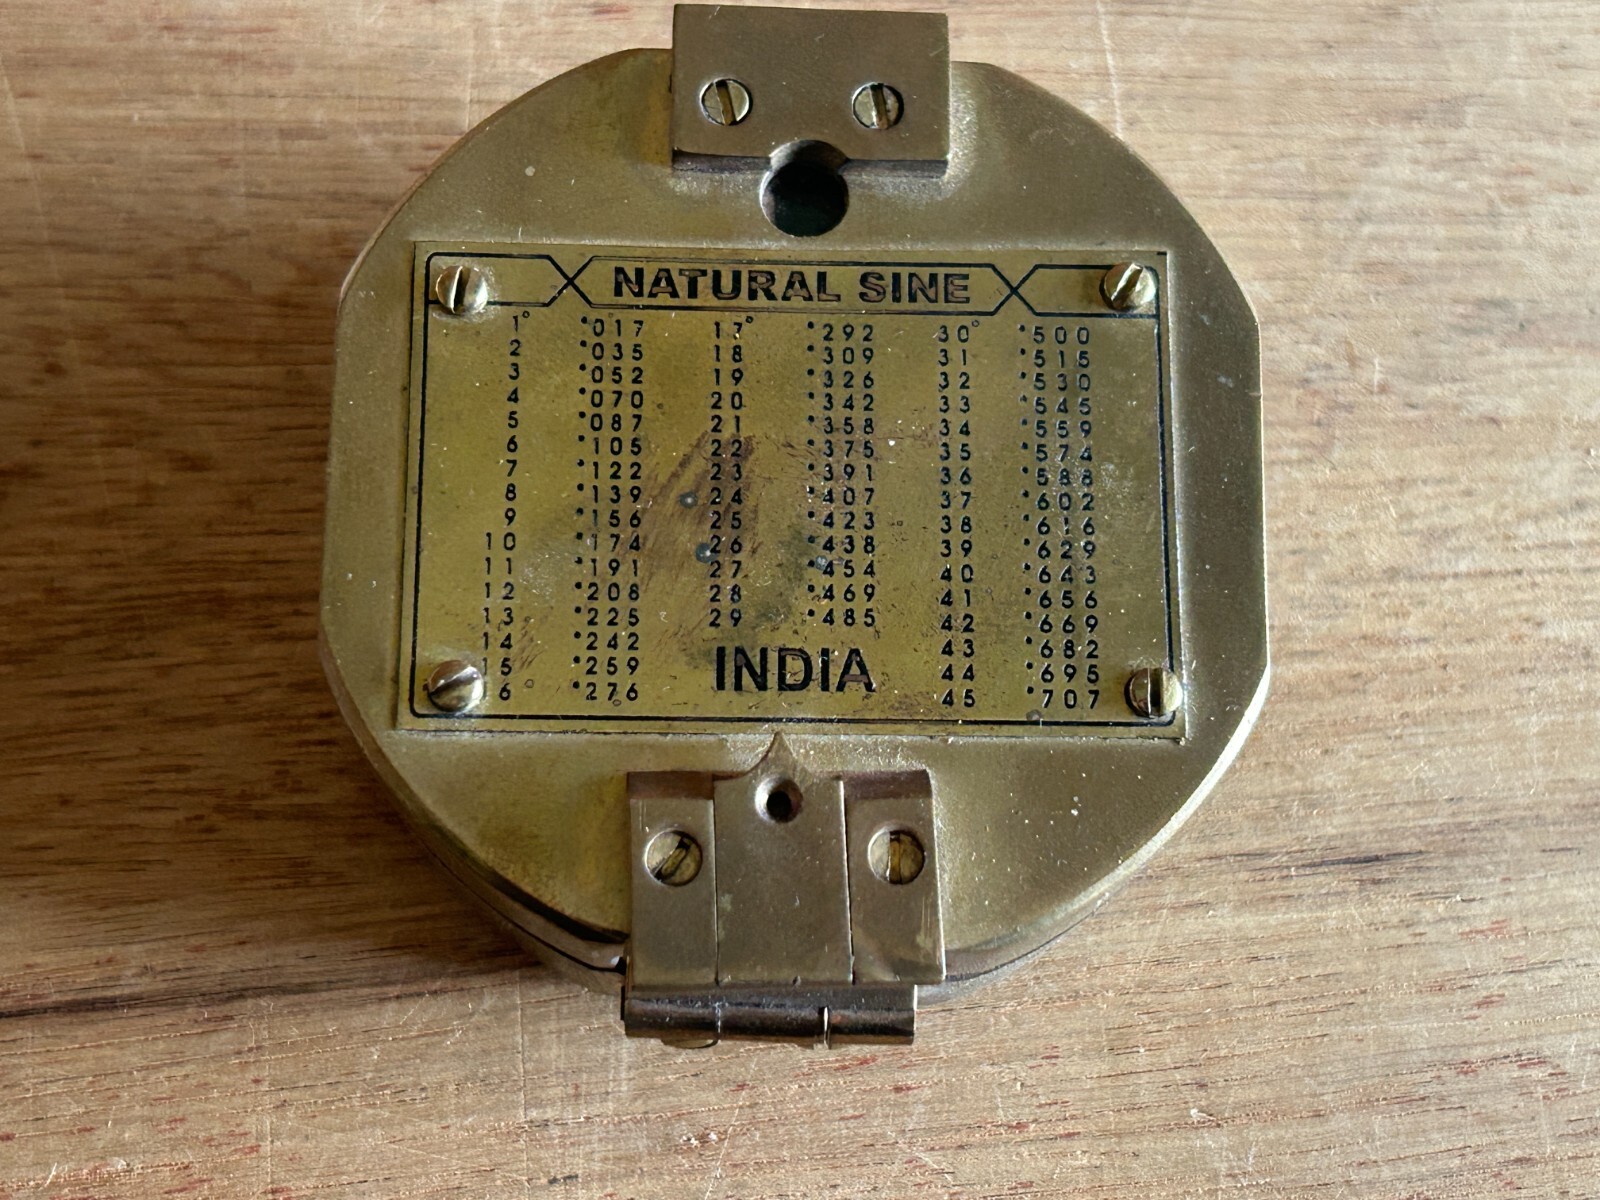 NATURAL SINE
1° ·017 17° ·292 30° ·500
2 ·035 18 ·309 31 ·515
3 ·052 19 ·326 32 ·530
4 ·070 20 ·342 33 ·545
5 ·087 21 ·358 34 ·559
6 ·105 22 ·375 35 ·574
7 ·122 23 ·391 36 ·588
8 ·139 24 ·407 37 ·602
9 ·156 25 ·423 38 ·616
10 ·174 26 ·438 39 ·629
11 ·191 27 ·454 40 ·643
12 ·208 28 ·469 41 ·656
13 ·225 29 ·485 42 ·669
14 ·242 43 ·682
15 ·259 INDIA 44 ·695
6 ·276 45 ·707